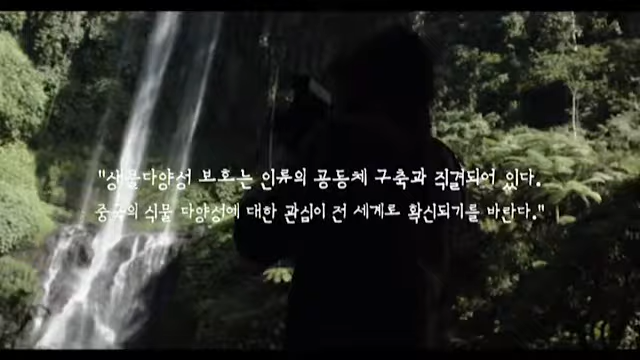 "생물다양성 보호는 인류의 공동체 구축과 직결되어 있다.
중국의 식물 다양성에 대한 관심이 전 세계로 확산되기를 바란다."